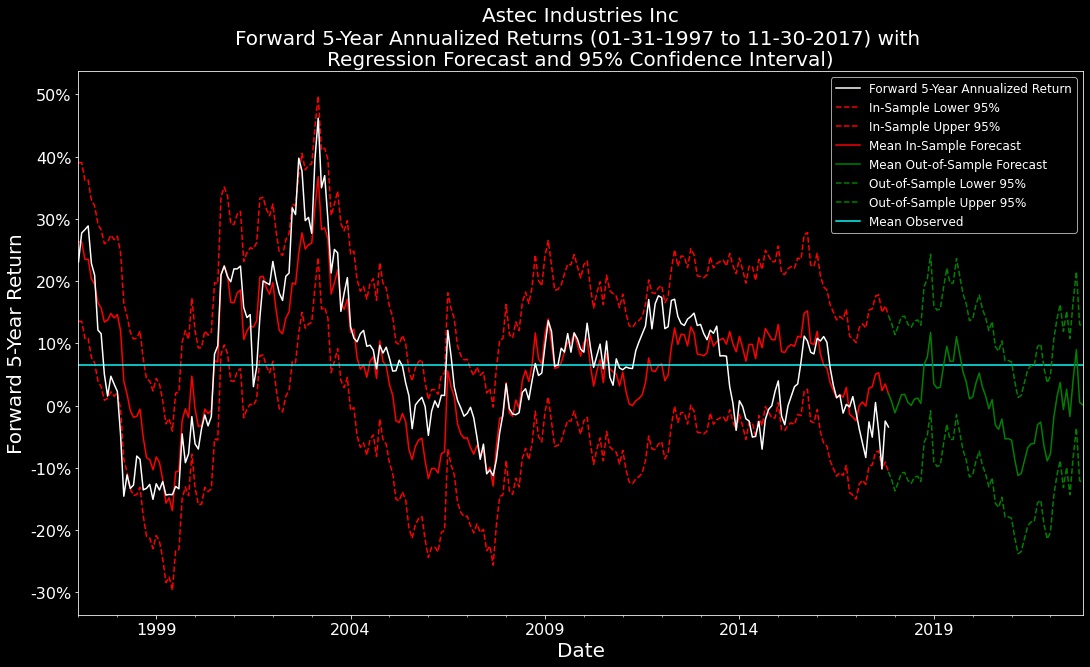 Astec Industries Inc
Forward 5-Year Annualized Returns (01-31-1997 to 11-30-2017) with
Regression Forecast and 95% Confidence Interval)
Forward 5-Year Annualized Return
In-Sample Lower 95%
In-Sample Upper 95%
Mean In-Sample Forecast
Mean Out-of-Sample Forecast
Out-of-Sample Lower 95%
Out-of-Sample Upper 95%
Mean Observed
Forward 5-Year Return
50%
40%
30%
20%
10%
0%
-10%
-20%
-30%
1999
2004
2009
2014
2019
Date